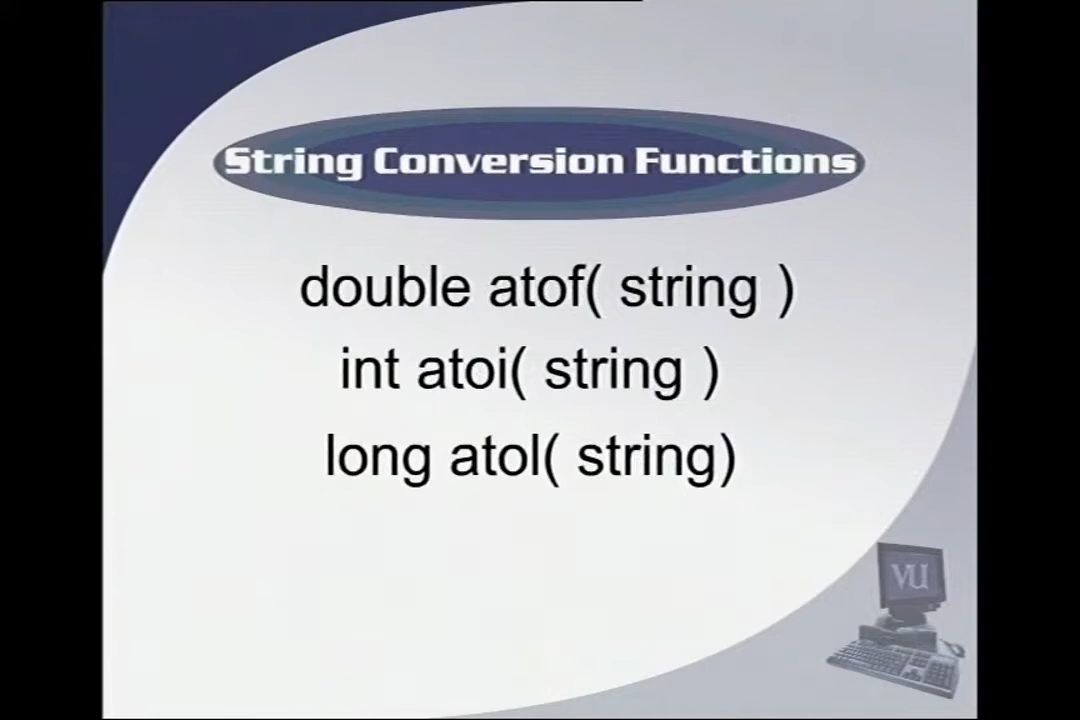 String Conversion Functions
double atof( string )
int atoi( string )
long atol( string)
VU